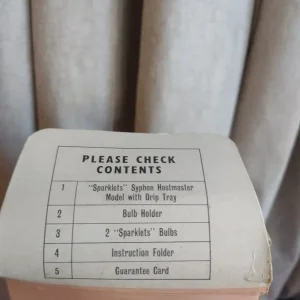 PLEASE CHECK
CONTENTS
1 "Sparklets" Syphon Hostmaster
Model with Drip Tray
2 Bulb Holder
3 2 "Sparklets" Bulbs
4 Instruction Folder
5 Guarantee Card